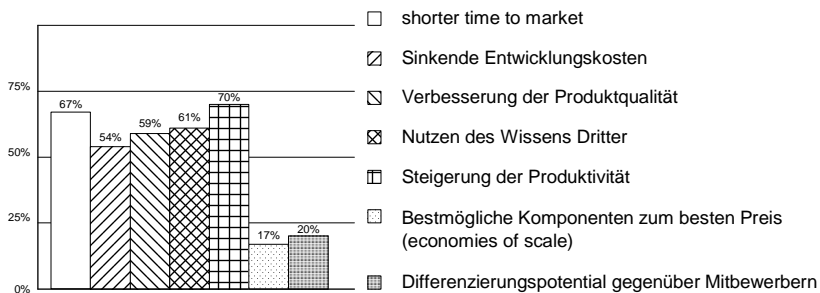 75%
50%
25%
0%
67%
54%
59%
61%
70%
17%
20%
shorter time to market
Sinkende Entwicklungskosten
Verbesserung der Produktqualität
Nutzen des Wissens Dritter
Steigerung der Produktivität
Bestmögliche Komponenten zum besten Preis
(economies of scale)
Differenzierungspotential gegenüber Mitbewerbern